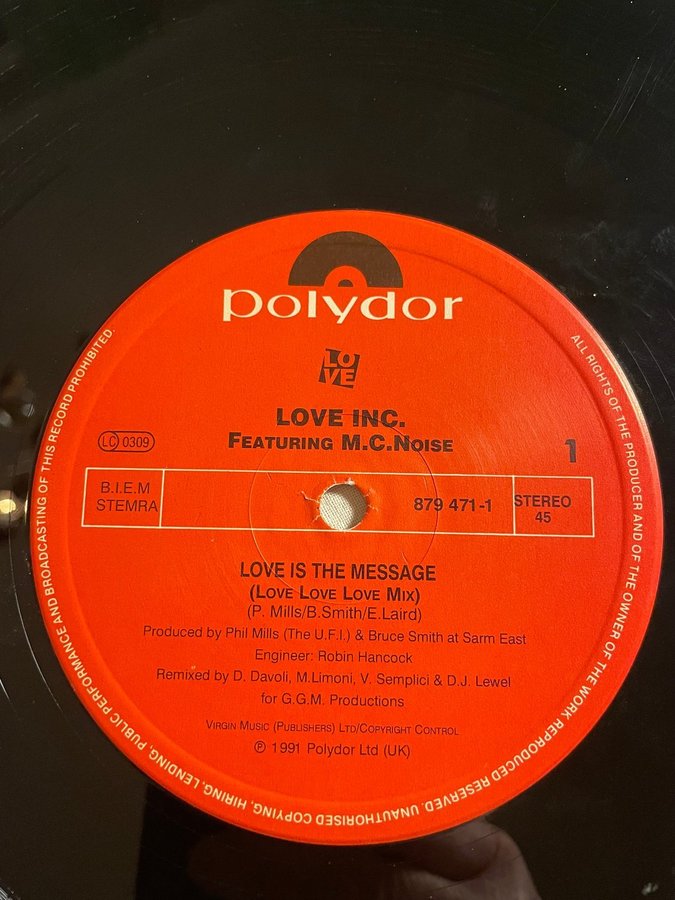 polydor
LOVE
LOVE INC.
FEATURING M.C.NOISE
1
LC 0309
B.I.E.M
STEMRA
879 471-1
STEREO
45
LOVE IS THE MESSAGE
(LOVE LOVE LOVE MIX)
(P. Mills/B.Smith/E.Laird)
Produced by Phil Mills (The U.F.I.) & Bruce Smith at Sarm East
Engineer: Robin Hancock
Remixed by D. Davoli, M.Limoni, V. Semplici & D.J. Lewel
for G.G.M. Productions
VIRGIN MUSIC (PUBLISHERS) LTD/COPYRIGHT CONTROL
℗ 1991 Polydor Ltd (UK)
ALL RIGHTS OF THE PRODUCER AND OF THE OWNER OF THE WORK REPRODUCED RESERVED. UNAUTHORISED COPYING, HIRING, LENDING, PUBLIC PERFORMANCE AND BROADCASTING OF THIS RECORD PROHIBITED.